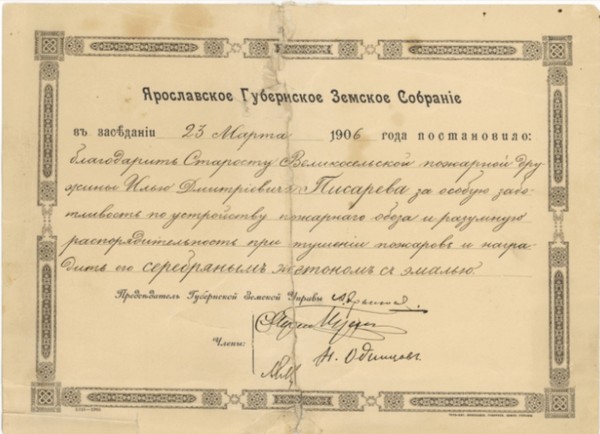 Ярославское Губернское Земское Собраніе
въ засѣданіи 23 Марта 1906 года постановило:
благодарить Старосту Великосельской пожарной дру-
жины Илью Дмитріевича Писарева за особую забот-
ливость по устройству пожарнаго обоза и разумную
распорядительность при тушеніи пожаровъ и награ-
дить его серебрянымъ жетономъ съ эмалью.
Предсѣдатель Губернской Земской Управы
Члены:
Н. Одинцовъ